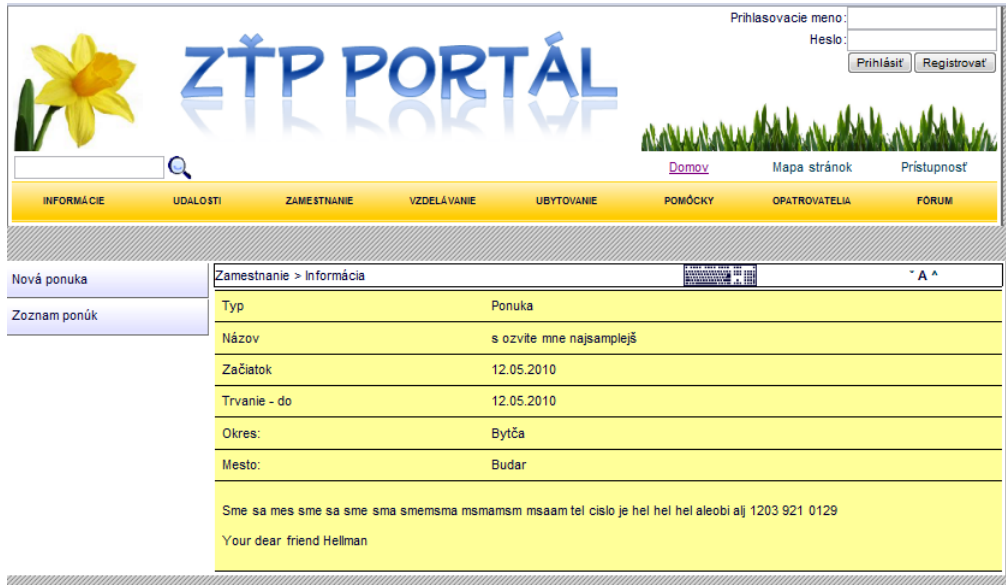 Prihlasovacie meno:
Heslo:
Prihlásiť Registrovať
ZŤP PORTÁL
Domov Mapa stránok Prístupnosť
INFORMÁCIE UDALOSTI ZAMESTNANIE VZDELÁVANIE UBYTOVANIE POMÔCKY OPATROVATELIA FÓRUM
Nová ponuka
Zoznam ponúk
Zamestnanie > Informácia ˇ A ^
Typ Ponuka
Názov s ozvite mne najsamplejš
Začiatok 12.05.2010
Trvanie - do 12.05.2010
Okres: Bytča
Mesto: Budar
Sme sa mes sme sa sme sma smemsma msmamsm msaam tel cislo je hel hel hel aleobi alj 1203 921 0129
Your dear friend Hellman